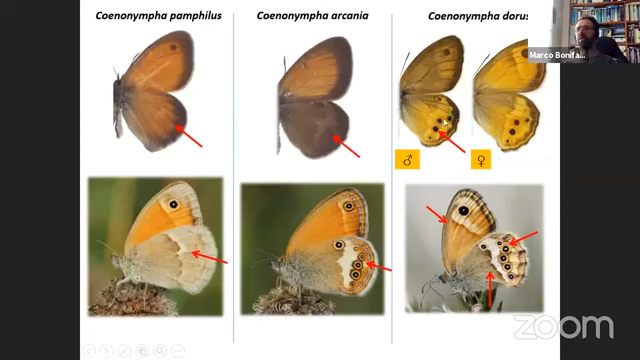 Coenonympha pamphilus
Coenonympha arcania
Coenonympha dorus
Marco Bonifa...
♂
♀
zoom